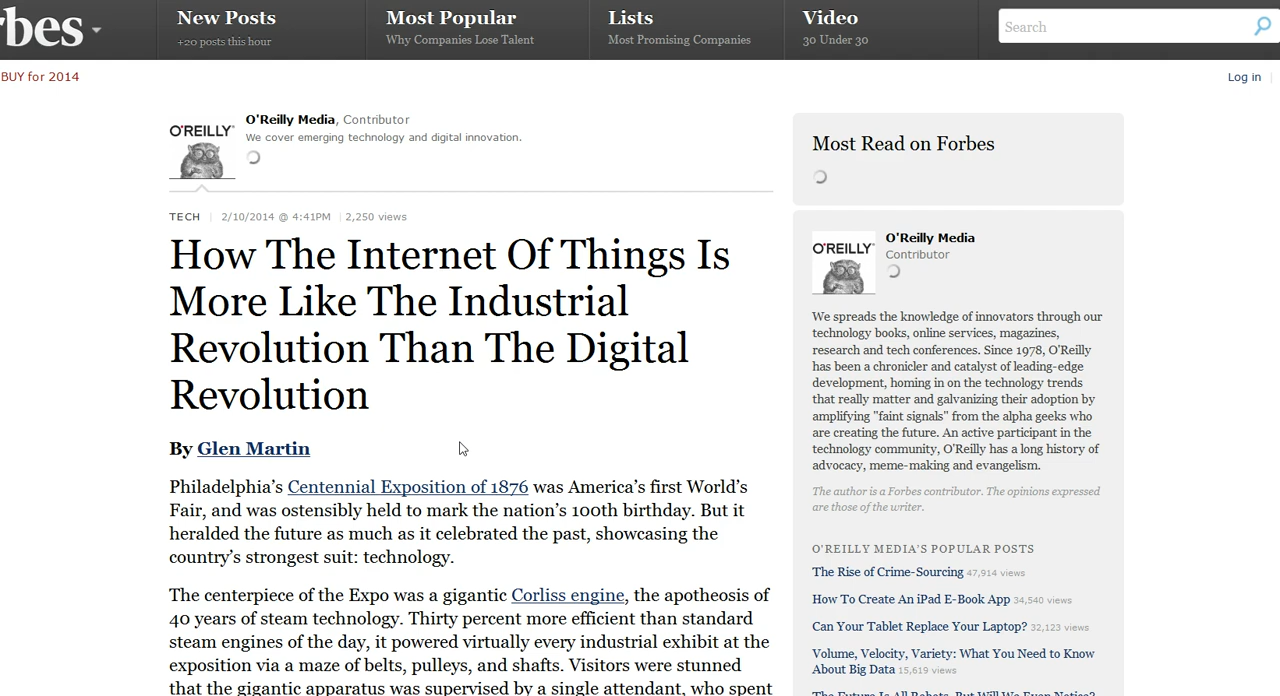 rbes
New Posts
+20 posts this hour
Most Popular
Why Companies Lose Talent
Lists
Most Promising Companies
Video
30 Under 30
Search
BUY for 2014
Log in
O'REILLY'
O'Reilly Media, Contributor
We cover emerging technology and digital innovation.
TECH | 2/10/2014 @ 4:41PM | 2,250 views
How The Internet Of Things Is
More Like The Industrial
Revolution Than The Digital
Revolution
By Glen Martin
Philadelphia's Centennial Exposition of 1876 was America's first World's
Fair, and was ostensibly held to mark the nation's 100th birthday. But it
heralded the future as much as it celebrated the past, showcasing the
country's strongest suit: technology.
The centerpiece of the Expo was a gigantic Corliss engine, the apotheosis of
40 years of steam technology. Thirty percent more efficient than standard
steam engines of the day, it powered virtually every industrial exhibit at the
exposition via a maze of belts, pulleys, and shafts. Visitors were stunned
that the gigantic apparatus was supervised by a single attendant, who spent
Most Read on Forbes
O'REILLY'
O'Reilly Media
Contributor
We spreads the knowledge of innovators through our
technology books, online services, magazines,
research and tech conferences. Since 1978, O'Reilly
has been a chronicler and catalyst of leading-edge
development, homing in on the technology trends
that really matter and galvanizing their adoption by
amplifying "faint signals" from the alpha geeks who
are creating the future. An active participant in the
technology community, O'Reilly has a long history of
advocacy, meme-making and evangelism.
The author is a Forbes contributor. The opinions expressed
are those of the writer.
O'REILLY MEDIA'S POPULAR POSTS
The Rise of Crime-Sourcing 47,914 views
How To Create An iPad E-Book App 34,540 views
Can Your Tablet Replace Your Laptop? 32,123 views
Volume, Velocity, Variety: What You Need to Know
About Big Data 15,619 views
The Future Is All Robots. But Will We Even Notice?